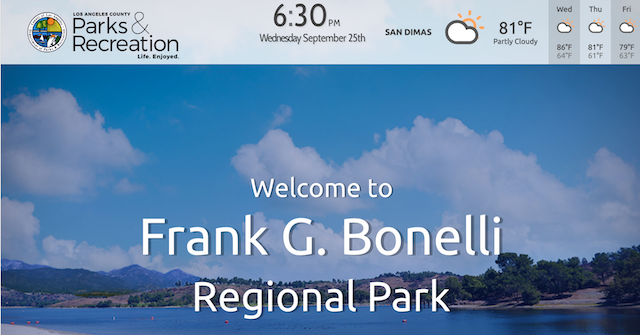 LOS ANGELES COUNTY
Parks &
Recreation
Life. Enjoyed.
6:30 PM
Wednesday September 25th
SAN DIMAS
81°F
Partly Cloudy
Wed
Thu
Fri
86°F
81°F
79°F
64°F
61°F
63°F
Welcome to
Frank G. Bonelli
Regional Park